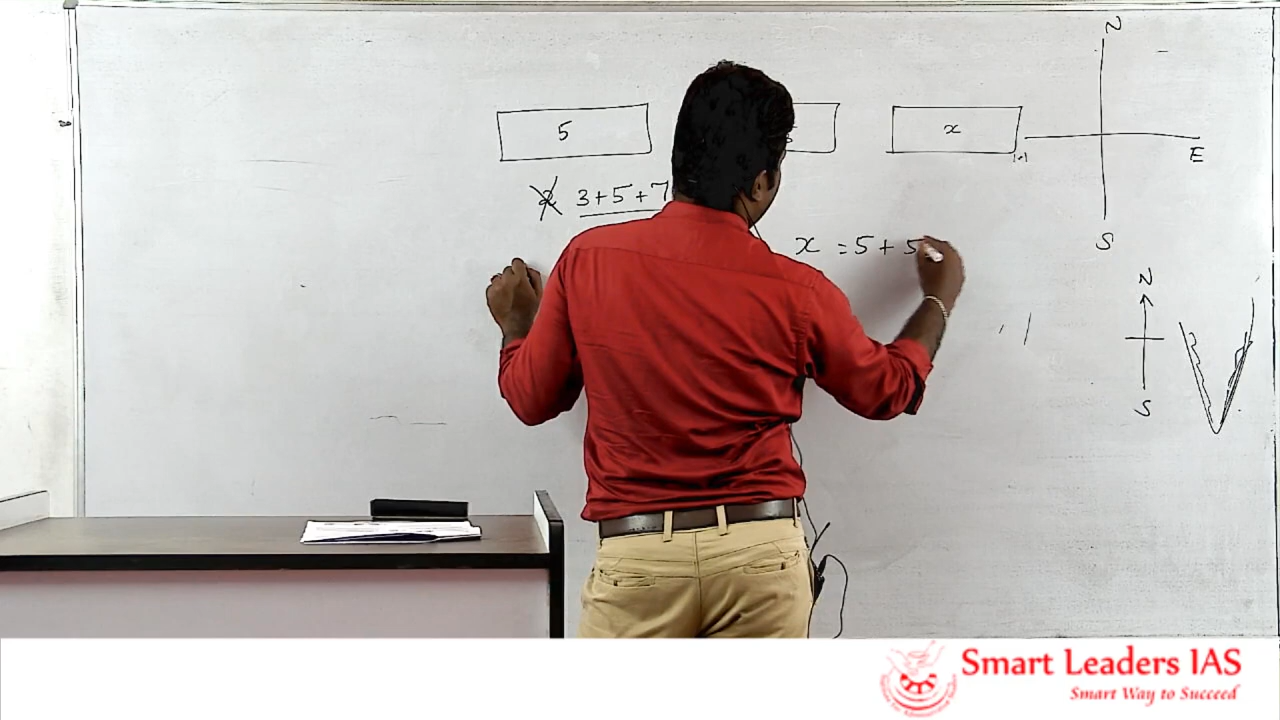 N
5
x
E
3+5+7
x = 5 + 5
S
N
S
Smart Leaders IAS
Smart Way to Succeed